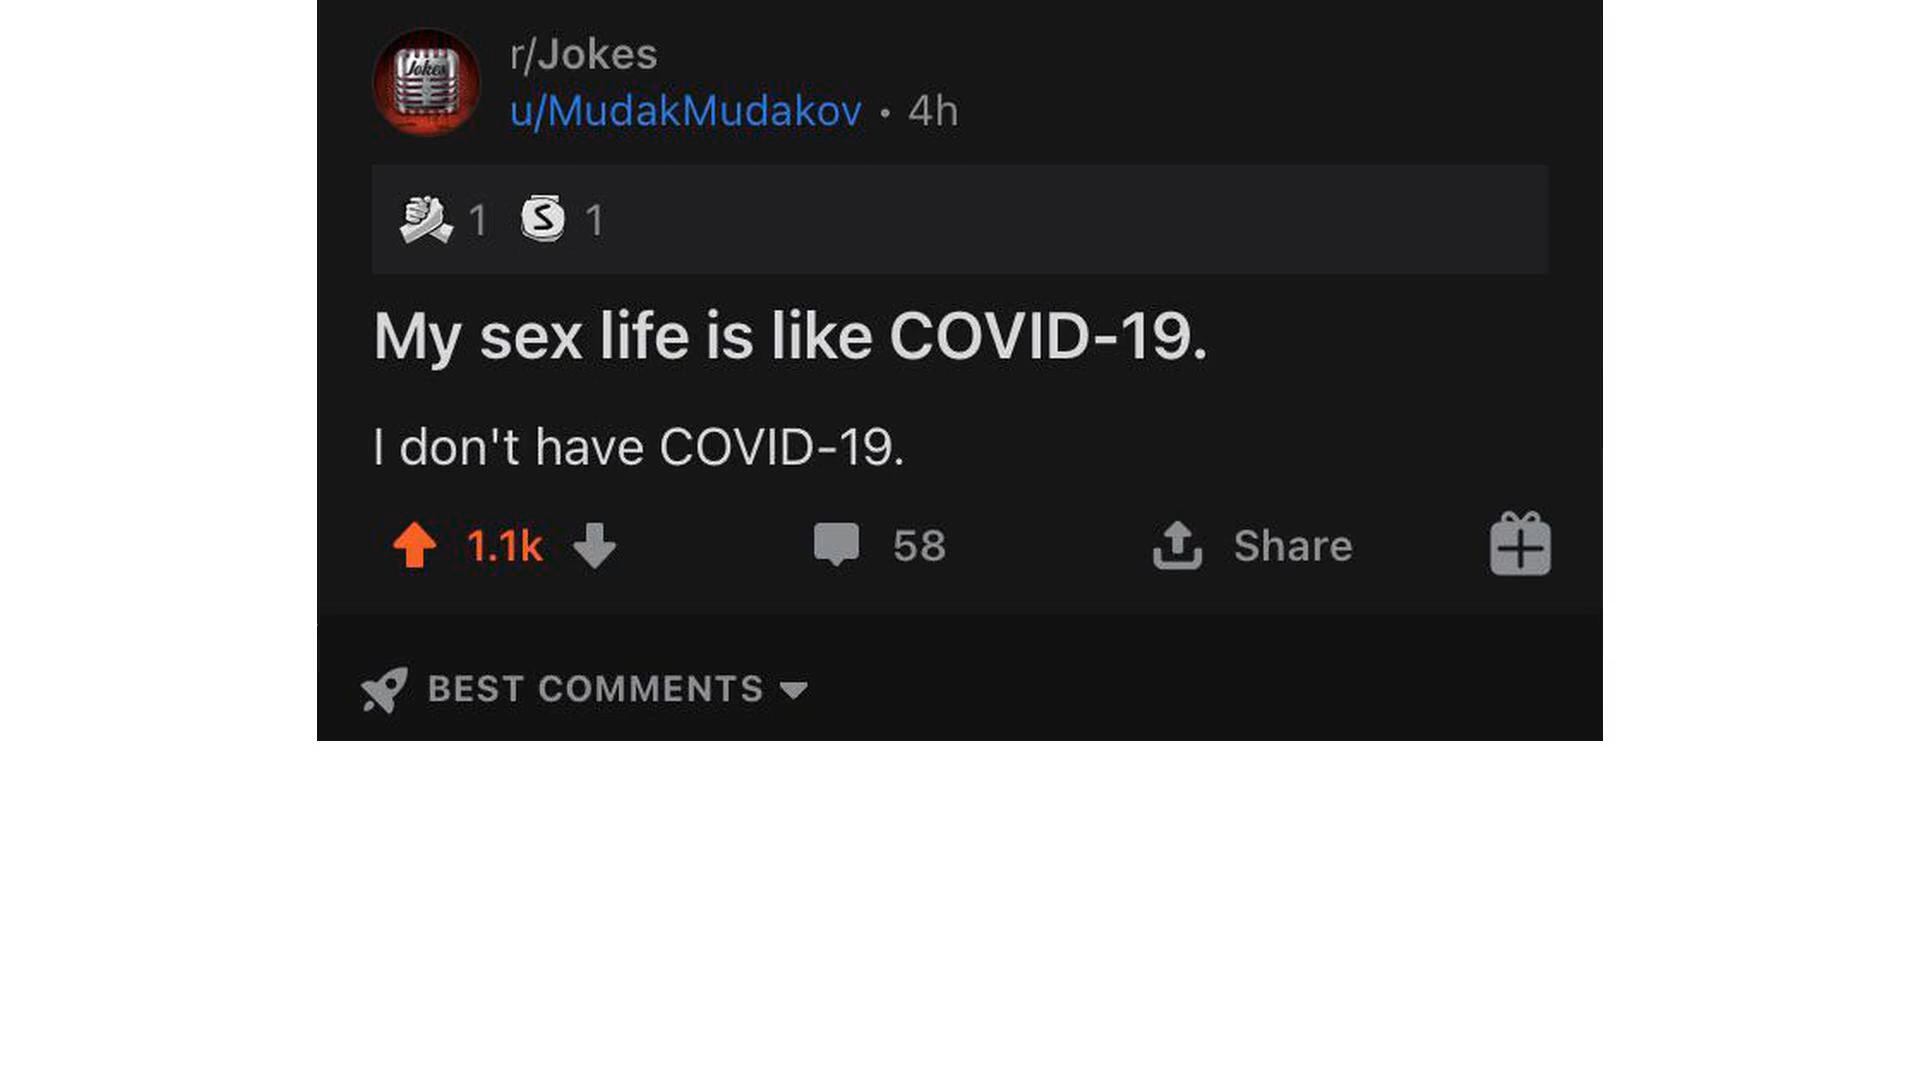 Jokes
r/Jokes
u/MudakMudakov • 4h
1 S 1
My sex life is like COVID-19.
I don't have COVID-19.
1.1k 58 Share
BEST COMMENTS